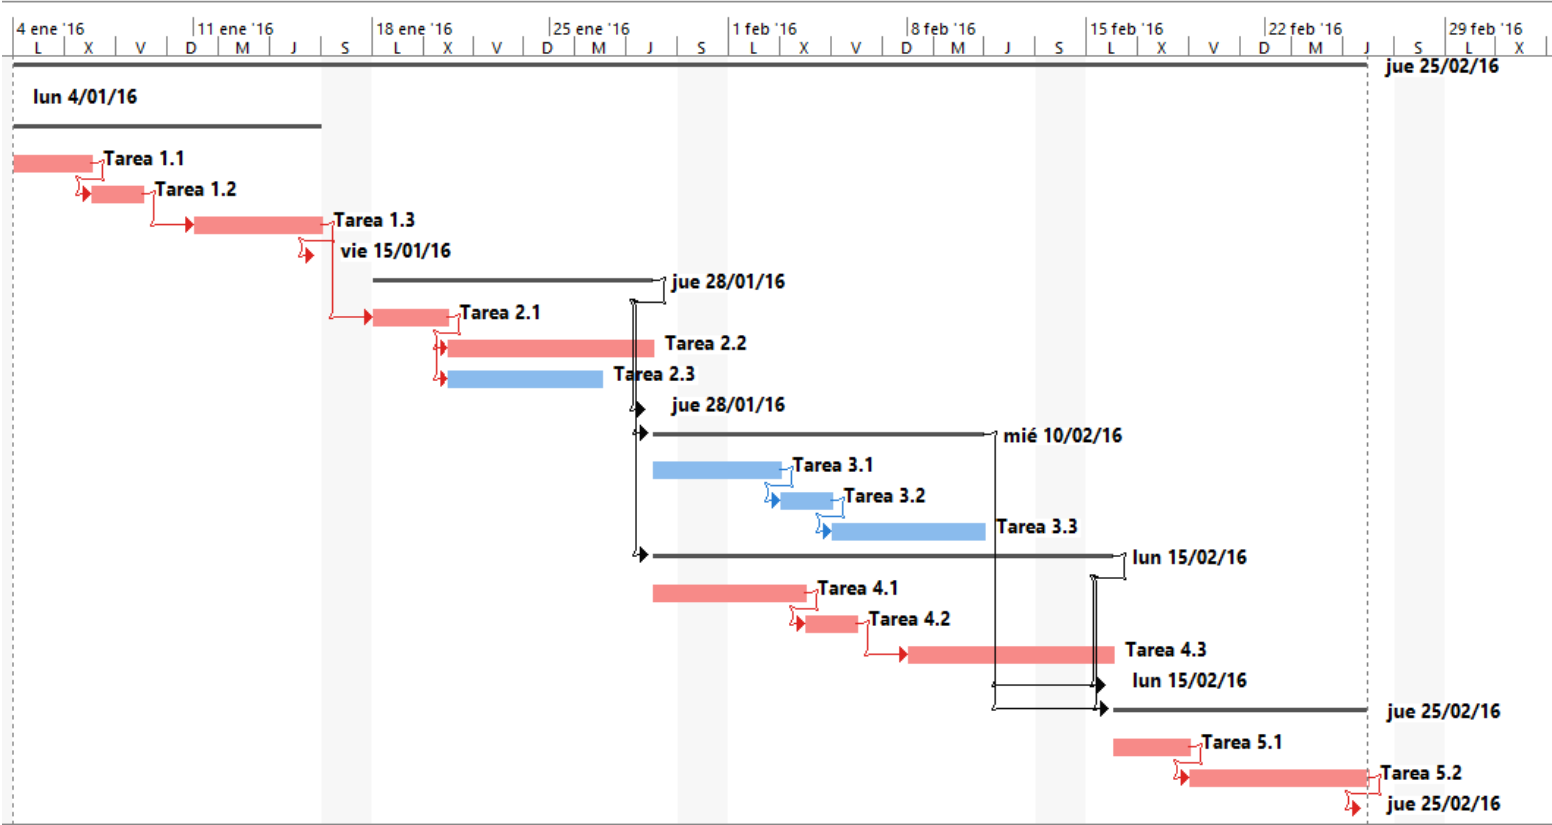 4 ene '16 11 ene '16 18 ene '16 25 ene '16 1 feb '16 8 feb '16 15 feb '16 22 feb '16 29 feb '16
L X V D M J S L X V D M J S L X V D M J S L X V D M J S L X
jue 25/02/16
lun 4/01/16
Tarea 1.1
Tarea 1.2
Tarea 1.3
vie 15/01/16
jue 28/01/16
Tarea 2.1
Tarea 2.2
Tarea 2.3
jue 28/01/16
mié 10/02/16
Tarea 3.1
Tarea 3.2
Tarea 3.3
lun 15/02/16
Tarea 4.1
Tarea 4.2
Tarea 4.3
lun 15/02/16
jue 25/02/16
Tarea 5.1
Tarea 5.2
jue 25/02/16